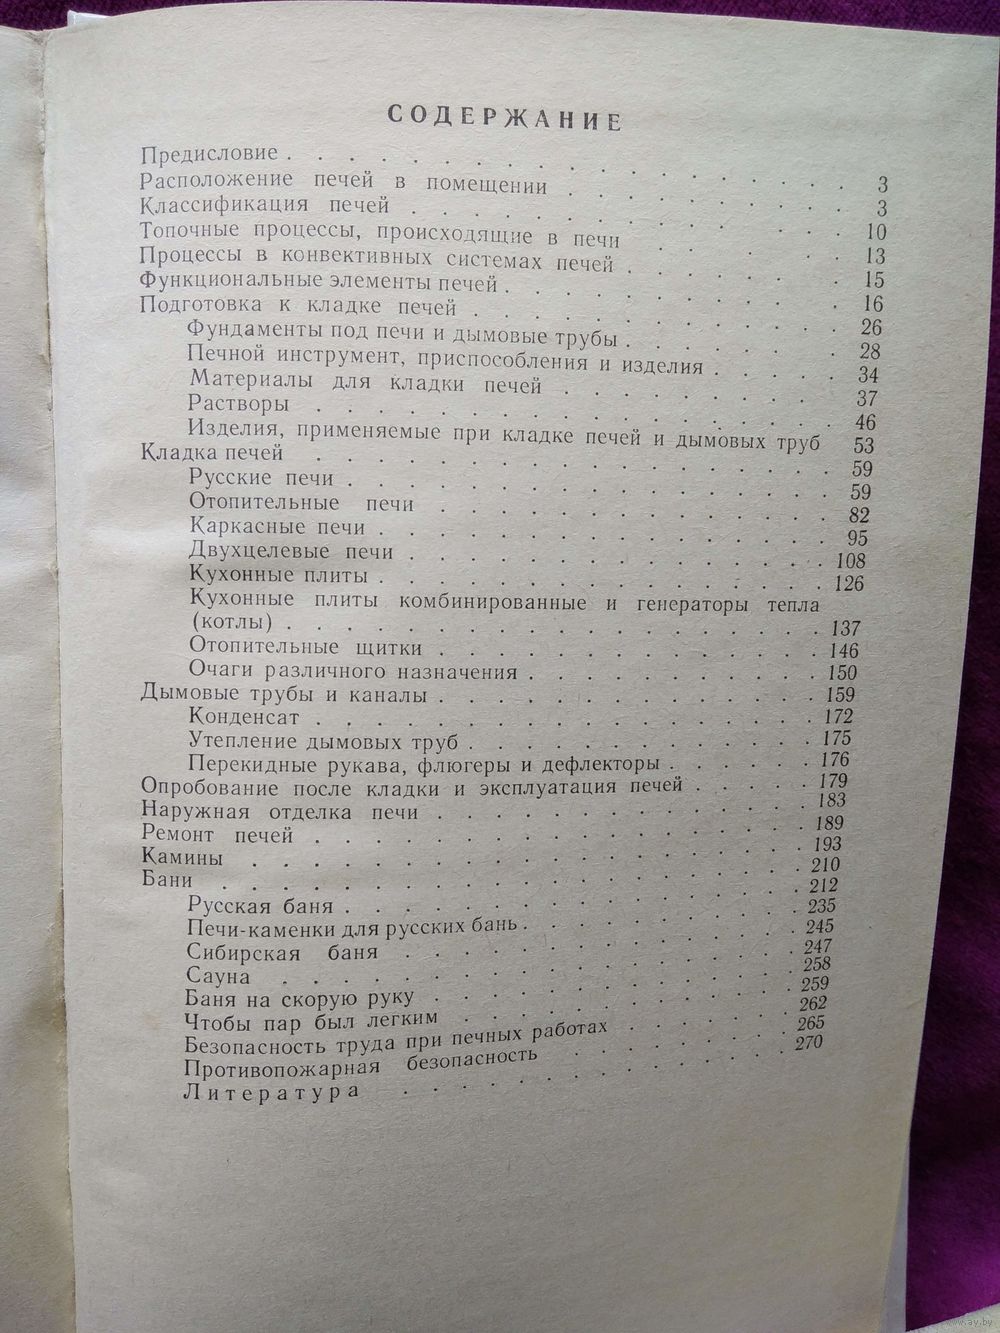 СОДЕРЖАНИЕ
Предисловие . . . . . . . . . . . . . . . 3
Расположение печей в помещении . . . . . . . . 3
Классификация печей . . . . . . . . . . . . 10
Топочные процессы, происходящие в печи . . . . . 13
Процессы в конвективных системах печей . . . . . 15
Функциональные элементы печей . . . . . . . . 16
Подготовка к кладке печей . . . . . . . . . . 26
Фундаменты под печи и дымовые трубы . . . . . . 28
Печной инструмент, приспособления и изделия . . . . 34
Материалы для кладки печей . . . . . . . . . 37
Растворы . . . . . . . . . . . . . . . 46
Изделия, применяемые при кладке печей и дымовых труб 53
Кладка печей . . . . . . . . . . . . . . 59
Русские печи . . . . . . . . . . . . . . 59
Отопительные печи . . . . . . . . . . . . 82
Каркасные печи . . . . . . . . . . . . . 95
Двухцелевые печи . . . . . . . . . . . . 108
Кухонные плиты . . . . . . . . . . . . . 126
Кухонные плиты комбинированные и генераторы тепла
(котлы) . . . . . . . . . . . . . . . 137
Отопительные щитки . . . . . . . . . . . . 146
Очаги различного назначения . . . . . . . . . 150
Дымовые трубы и каналы . . . . . . . . . . . 159
Конденсат . . . . . . . . . . . . . . . 172
Утепление дымовых труб . . . . . . . . . . 175
Перекидные рукава, флюгеры и дефлекторы . . . . . 176
Опробование после кладки и эксплуатация печей . . . . 179
Наружная отделка печи . . . . . . . . . . . 183
Ремонт печей . . . . . . . . . . . . . . 189
Камины . . . . . . . . . . . . . . . . 193
Бани . . . . . . . . . . . . . . . . . 210
Русская баня . . . . . . . . . . . . . . 212
Печи-каменки для русских бань . . . . . . . . 235
Сибирская баня . . . . . . . . . . . . . 245
Сауна . . . . . . . . . . . . . . . . 247
Баня на скорую руку . . . . . . . . . . . 258
Чтобы пар был легким . . . . . . . . . . . 259
Безопасность труда при печных работах . . . . . . 262
Противопожарная безопасность . . . . . . . . 265
Литература . . . . . . . . . . . . . . 270
www.ay.by